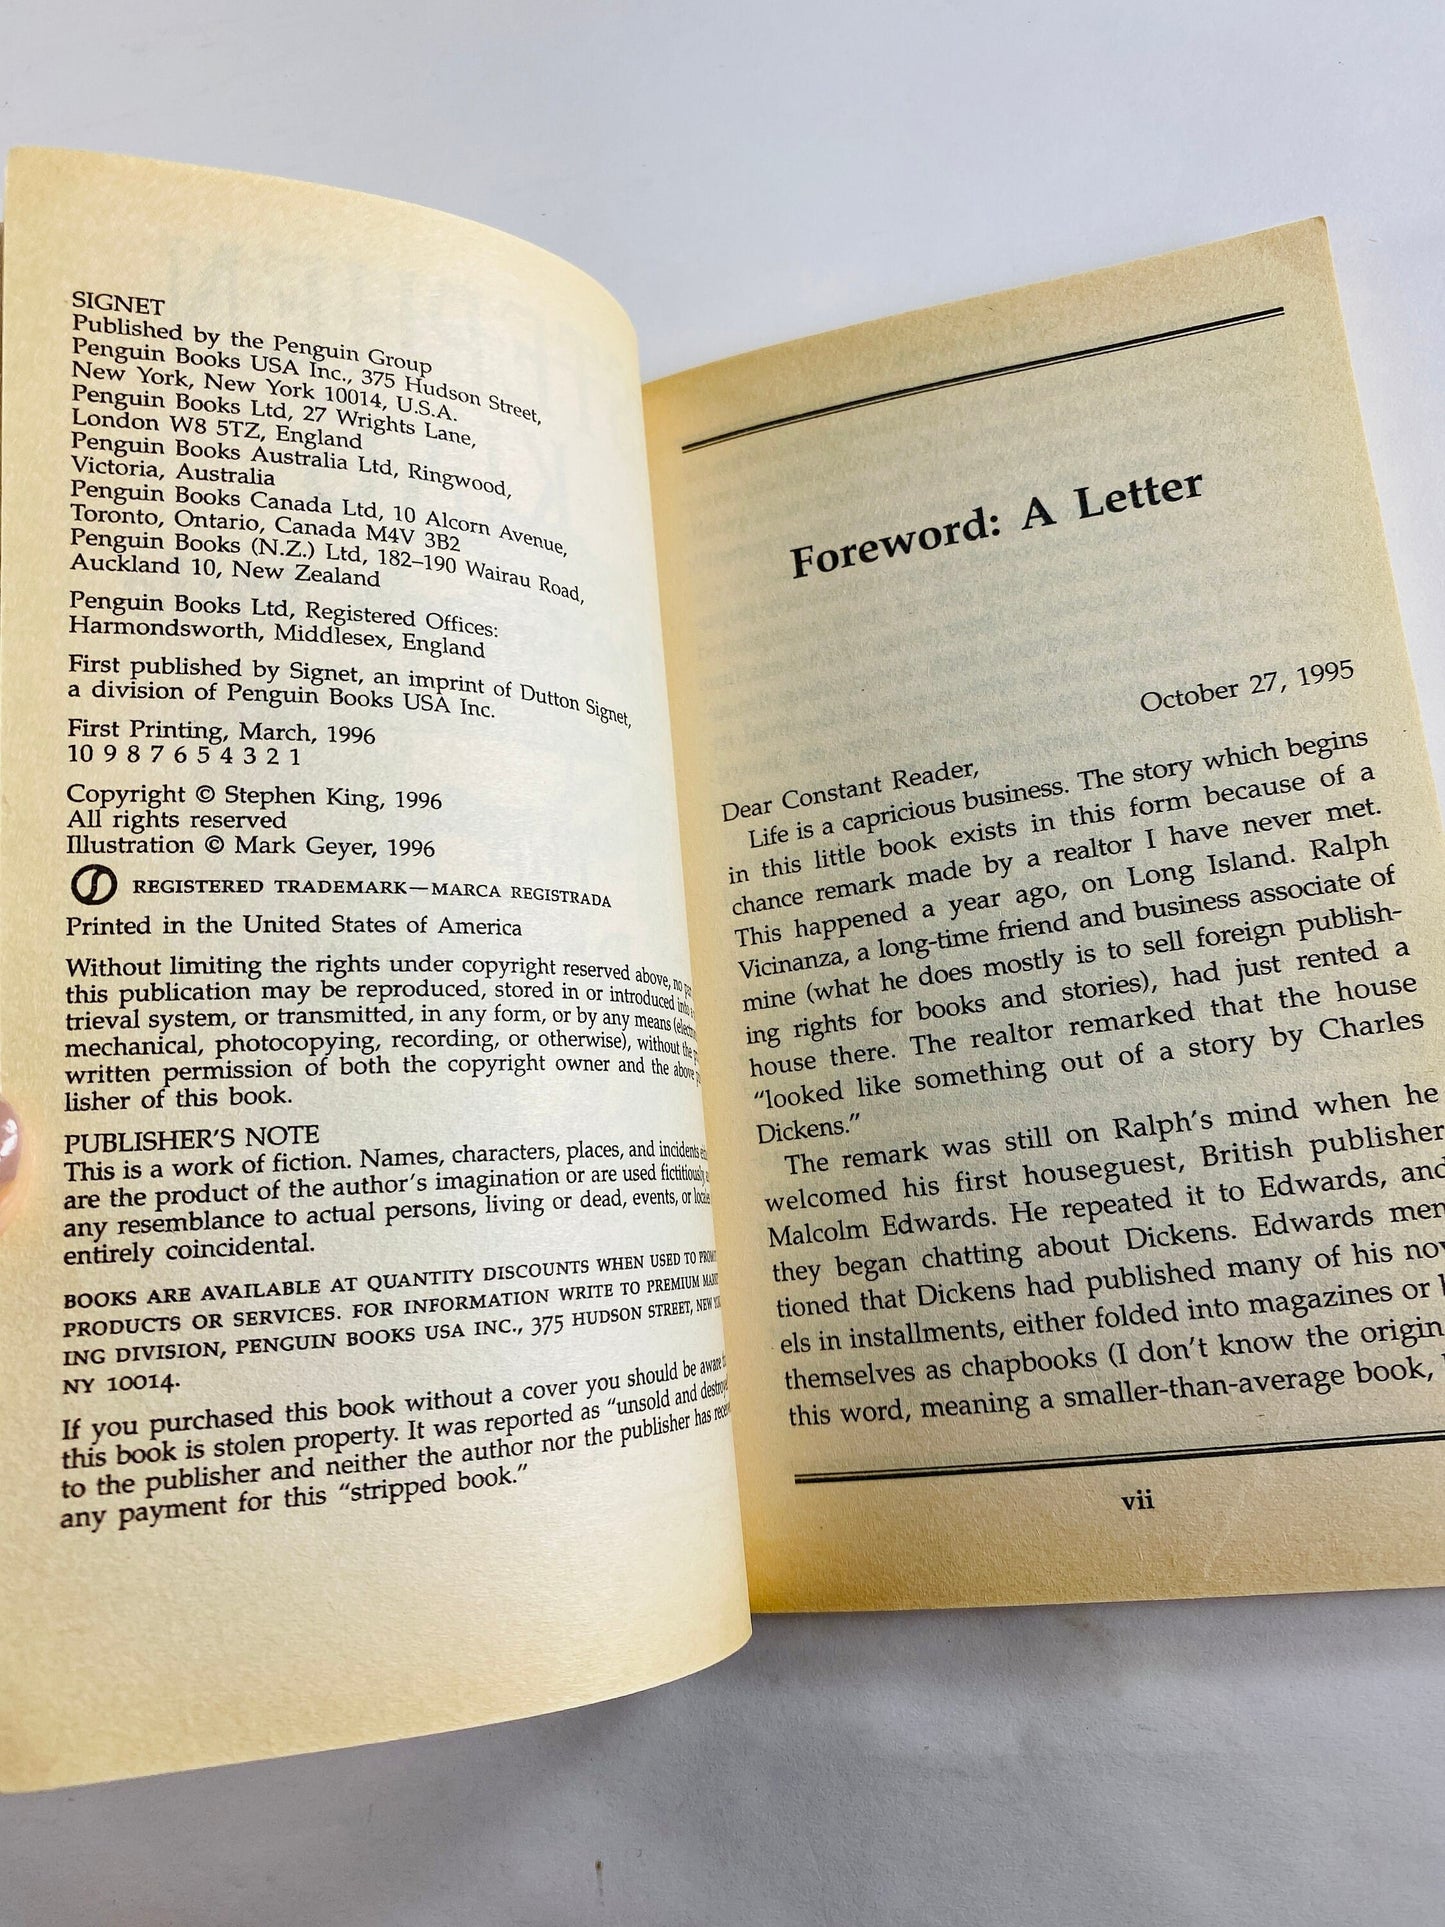 SIGNET
Published by the Penguin Group
Penguin Books USA Inc., 375 Hudson Street,
New York, New York 10014, U.S.A.
Penguin Books Ltd, 27 Wrights Lane,
London W8 5TZ, England
Penguin Books Australia Ltd, Ringwood,
Victoria, Australia
Penguin Books Canada Ltd, 10 Alcorn Avenue,
Toronto, Ontario, Canada M4V 3B2
Penguin Books (N.Z.) Ltd, 182–190 Wairau Road,
Auckland 10, New Zealand
Penguin Books Ltd, Registered Offices:
Harmondsworth, Middlesex, England
First published by Signet, an imprint of Dutton Signet,
a division of Penguin Books USA Inc.
First Printing, March, 1996
10 9 8 7 6 5 4 3 2 1
Copyright © Stephen King, 1996
All rights reserved
Illustration © Mark Geyer, 1996
REGISTERED TRADEMARK—MARCA REGISTRADA
Printed in the United States of America
Without limiting the rights under copyright reserved above, no
this publication may be reproduced, stored in or introduced into
trieval system, or transmitted, in any form, or by any means
mechanical, photocopying, recording, or otherwise), without the
written permission of both the copyright owner and the above
lisher of this book.
PUBLISHER'S NOTE
This is a work of fiction. Names, characters, places, and incidents
are the product of the author's imagination or are used fictitiously,
any resemblance to actual persons, living or dead, events, or
entirely coincidental.
BOOKS ARE AVAILABLE AT QUANTITY DISCOUNTS WHEN USED TO
PRODUCTS OR SERVICES. FOR INFORMATION WRITE TO PREMIUM
ING DIVISION, PENGUIN BOOKS USA INC., 375 HUDSON STREET, NEW
NY 10014.
If you purchased this book without a cover you should be aware
this book is stolen property. It was reported as "unsold and
to the publisher and neither the author nor the publisher has
any payment for this "stripped book."
Foreword: A Letter
October 27, 1995
Dear Constant Reader,
Life is a capricious business. The story which begins
in this little book exists in this form because of a
chance remark made by a realtor I have never met.
This happened a year ago, on Long Island. Ralph
Vicinanza, a long-time friend and business associate of
mine (what he does mostly is to sell foreign publish-
ing rights for books and stories), had just rented a
house there. The realtor remarked that the house
"looked like something out of a story by Charles
Dickens."
The remark was still on Ralph's mind when he
welcomed his first houseguest, British publisher
Malcolm Edwards. He repeated it to Edwards, and
they began chatting about Dickens. Edwards men
tioned that Dickens had published many of his nov
els in installments, either folded into magazines or
themselves as chapbooks (I don't know the origin
this word, meaning a smaller-than-average book,
vii